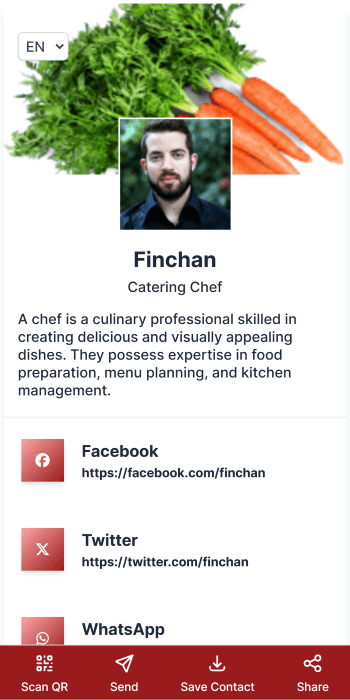 EN
Finchan
Catering Chef
A chef is a culinary professional skilled in
creating delicious and visually appealing
dishes. They possess expertise in food
preparation, menu planning, and kitchen
management.
Facebook
https://facebook.com/finchan
Twitter
https://twitter.com/finchan
WhatsApp
Scan QR
Send
Save Contact
Share